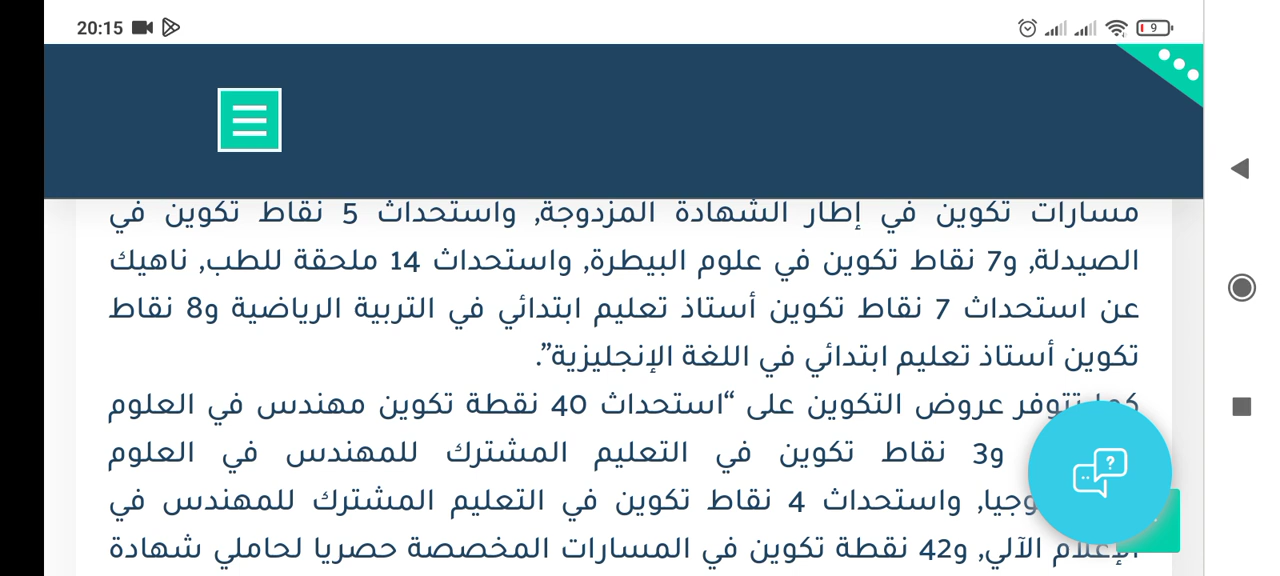 20:15
9
مسارات تكوين في إطار الشهادة المزدوجة, واستحداث 5 نقاط تكوين في
الصيدلة, و7 نقاط تكوين في علوم البيطرة, واستحداث 14 ملحقة للطب, ناهيك
عن استحداث 7 نقاط تكوين أستاذ تعليم ابتدائي في التربية الرياضية و8 نقاط
تكوين أستاذ تعليم ابتدائي في اللغة الإنجليزية”.
كما تتوفر عروض التكوين على “استحداث 40 نقطة تكوين مهندس في العلوم
و3 نقاط تكوين في التعليم المشترك للمهندس في العلوم
وجيا, واستحداث 4 نقاط تكوين في التعليم المشترك للمهندس في
الإعلام الآلي, و42 نقطة تكوين في المسارات المخصصة حصريا لحاملي شهادة